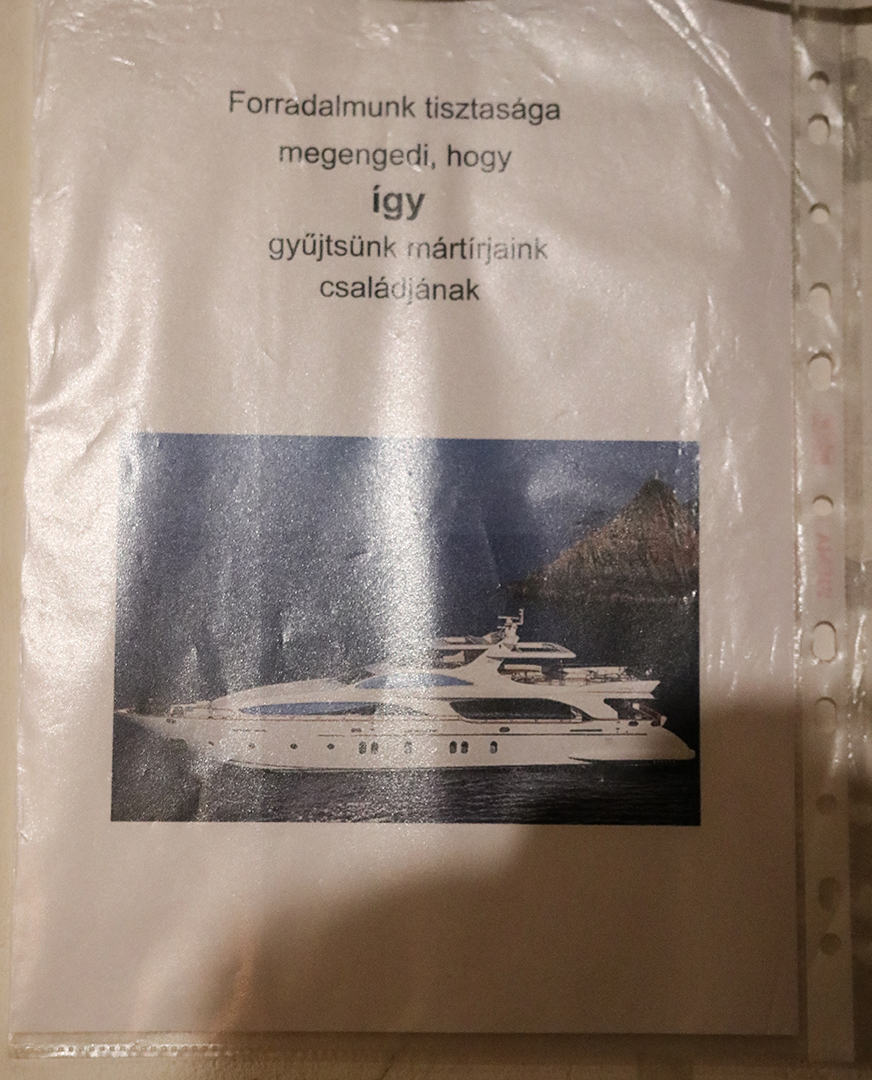 Forradalmunk tisztasága
megengedi, hogy
így
gyűjtsünk mártírjaink
családjának